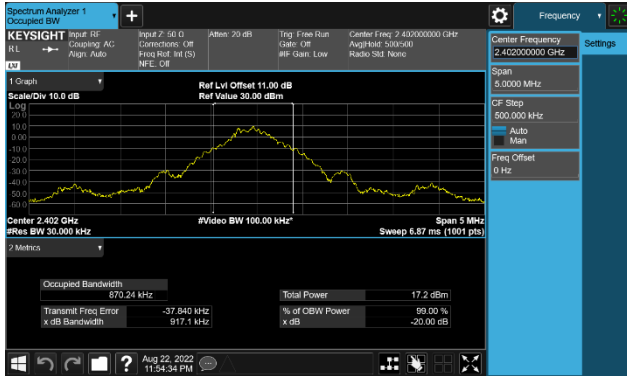 Spectrum Analyzer 1
Occupied BW
Frequency
KEYSIGHT
Input: RF
Coupling: AC
Align: Auto
Input Z: 50 Ω
Corrections: Off
Freq Ref: Int (S)
NFE: Off
Atten: 20 dB
Trig: Free Run
Gate: Off
#IF Gain: Low
Center Freq: 2.402000000 GHz
Avg|Hold: 500/500
Radio Std: None
R L
LXI
Center Frequency
2.402000000 GHz
Settings
Span
5.0000 MHz
CF Step
500.000 kHz
Auto
Man
Freq Offset
0 Hz
1 Graph
Scale/Div 10.0 dB
Ref Lvl Offset 11.00 dB
Ref Value 30.00 dBm
Log
20.0
10.0
0.00
-10.0
-20.0
-30.0
-40.0
-50.0
-60.0
Center 2.402 GHz
#Res BW 30.000 kHz
#Video BW 100.00 kHz*
Span 5 MHz
Sweep 6.87 ms (1001 pts)
2 Metrics
Occupied Bandwidth
870.24 kHz
Total Power 17.2 dBm
Transmit Freq Error -37.840 kHz
% of OBW Power 99.00 %
x dB Bandwidth 917.1 kHz
x dB -20.00 dB
Aug 22, 2022
11:54:34 PM